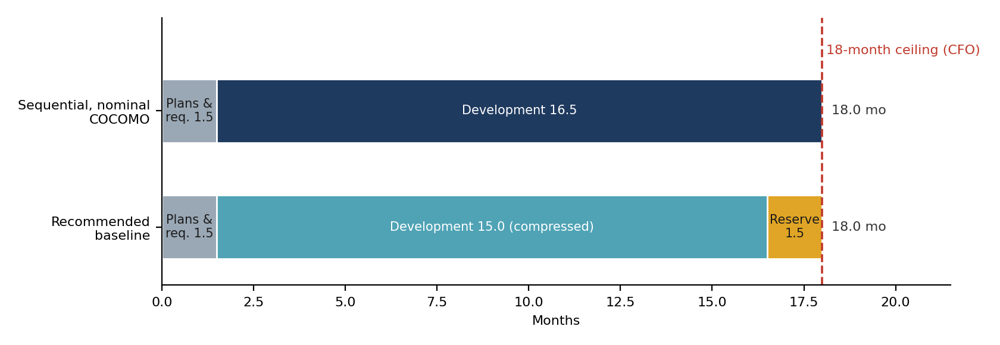 18-month ceiling (CFO)
Sequential, nominal
COCOMO
Plans &
req. 1.5
Development 16.5
18.0 mo
Recommended
baseline
Plans &
req. 1.5
Development 15.0 (compressed)
Reserve
1.5
18.0 mo
0.0 2.5 5.0 7.5 10.0 12.5 15.0 17.5 20.0
Months